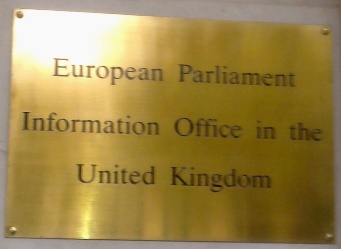 European Parliament
Information Office in the
United Kingdom